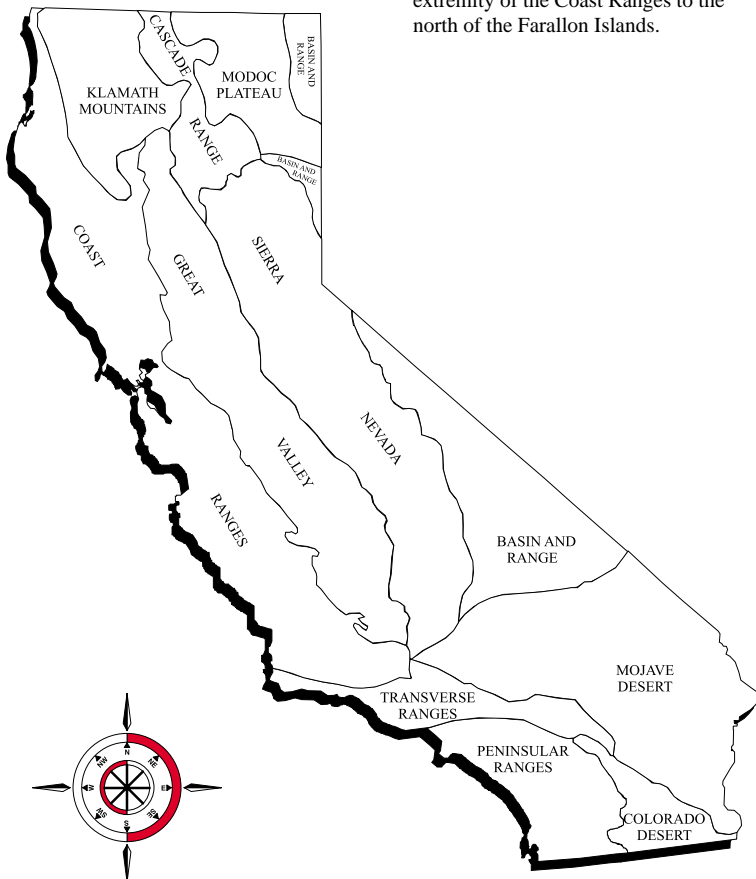 extremity of the Coast Ranges to the
north of the Farallon Islands.
CASCADE
RANGE
KLAMATH
MOUNTAINS
MODOC
PLATEAU
BASIN AND
RANGE
BASIN AND
RANGE
COAST
RANGES
GREAT
VALLEY
SIERRA
NEVADA
BASIN AND
RANGE
MOJAVE
DESERT
TRANSVERSE
RANGES
PENINSULAR
RANGES
COLORADO
DESERT
N
NE
E
SE
S
SW
W
NW